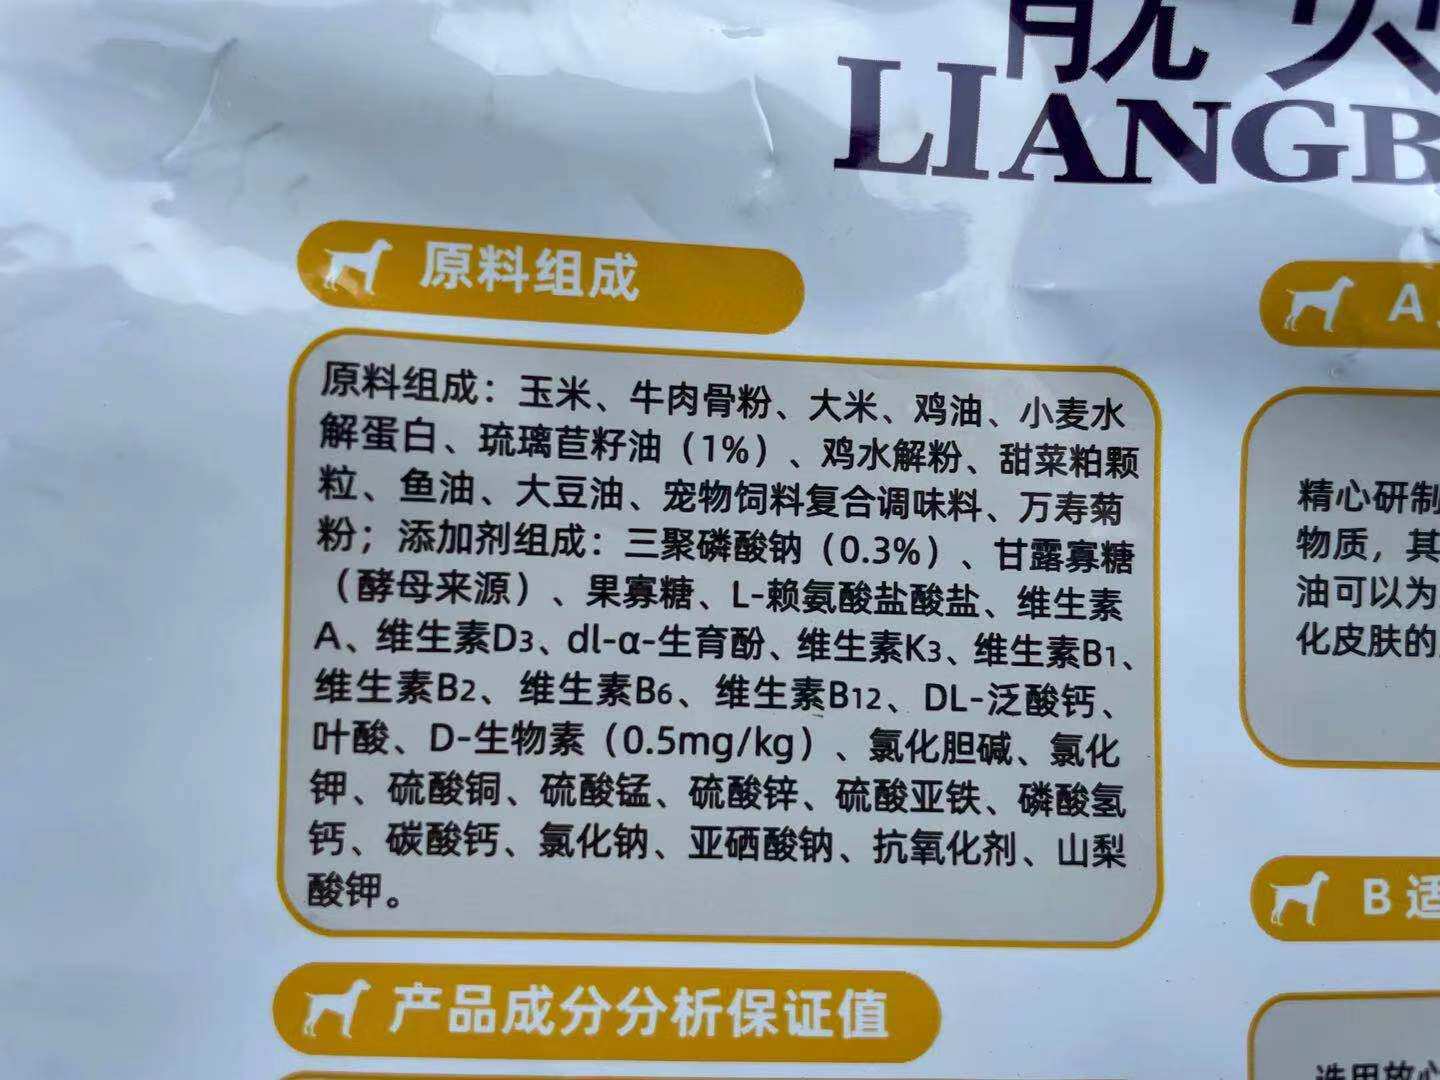 靓贝
LIANGB
原料组成
原料组成：玉米、牛肉骨粉、大米、鸡油、小麦水
解蛋白、琉璃苣籽油（1%）、鸡水解粉、甜菜粕颗
粒、鱼油、大豆油、宠物饲料复合调味料、万寿菊
粉；添加剂组成：三聚磷酸钠（0.3%）、甘露寡糖
（酵母来源）、果寡糖、L-赖氨酸盐酸盐、维生素
A、维生素D3、dl-α-生育酚、维生素K3、维生素B1、
维生素B2、维生素B6、维生素B12、DL-泛酸钙、
叶酸、D-生物素（0.5mg/kg）、氯化胆碱、氯化
钾、硫酸铜、硫酸锰、硫酸锌、硫酸亚铁、磷酸氢
钙、碳酸钙、氯化钠、亚硒酸钠、抗氧化剂、山梨
酸钾。
产品成分分析保证值
A
精心研制
物质，其
油可以为
化皮肤的
B 适
选用放心